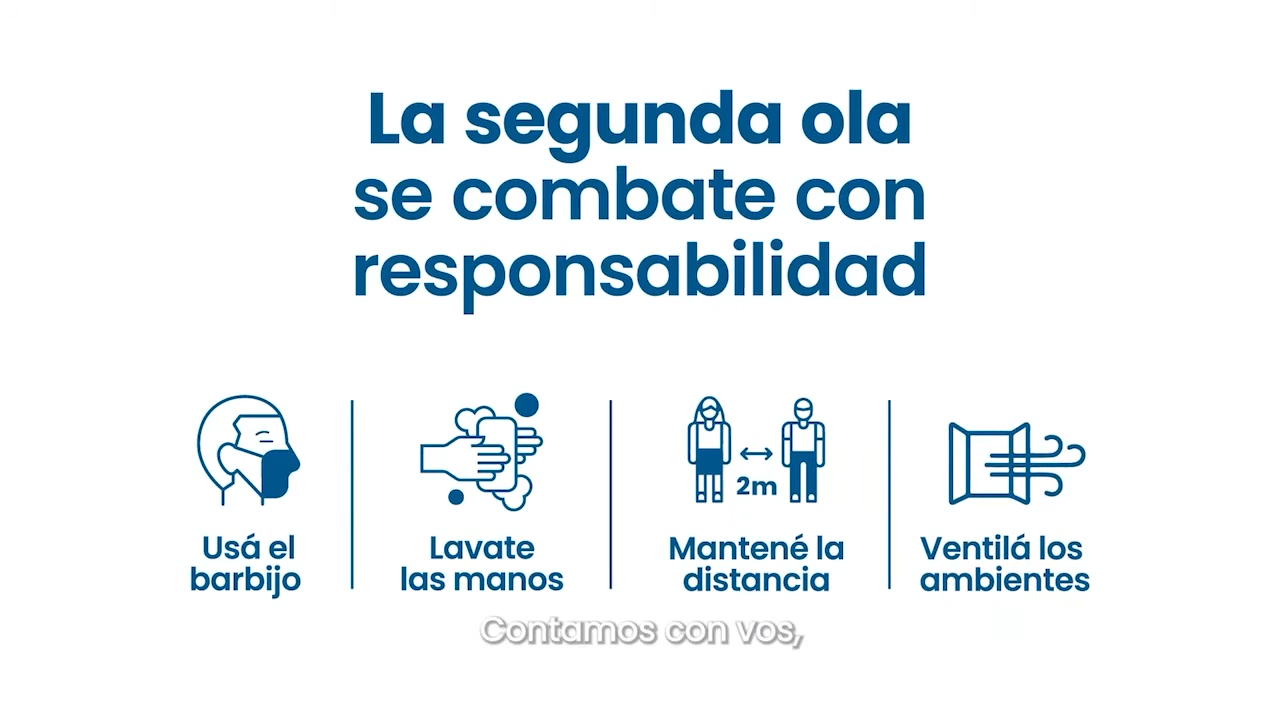 La segunda ola
se combate con
responsabilidad
2m
Usá el
barbijo
Lavate
las manos
Mantené la
distancia
Ventilá los
ambientes
Contamos con vos,